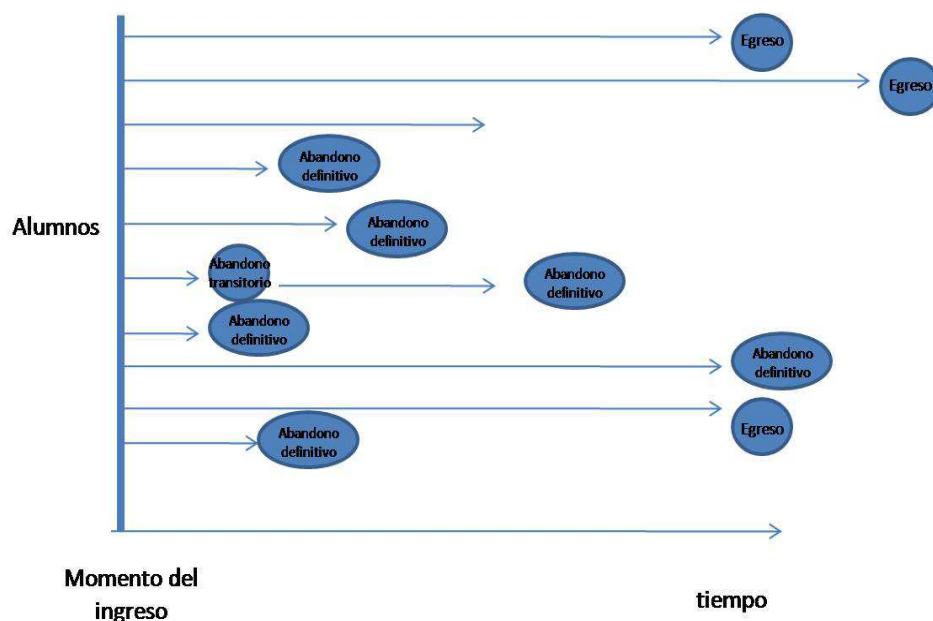 Egreso
Egreso
Abandono
definitivo
Alumnos
Abandono
definitivo
Abandono
transitorio
Abandono
definitivo
Abandono
definitivo
Abandono
definitivo
Egreso
Abandono
definitivo
Momento del
ingreso
tiempo